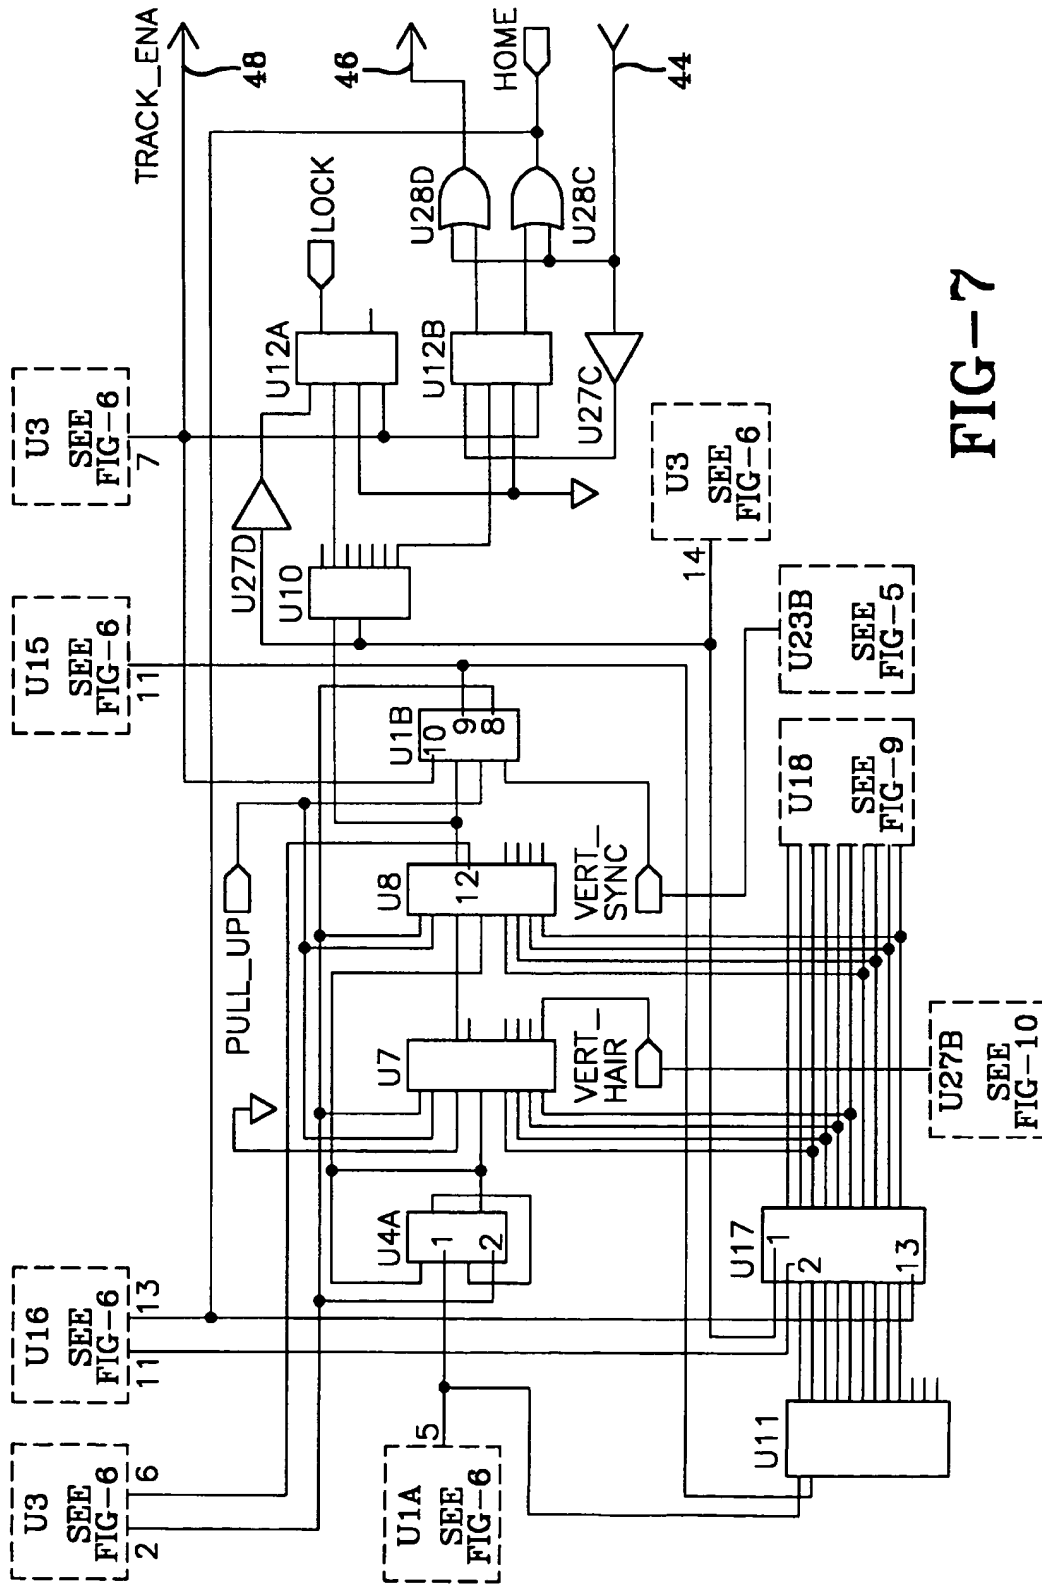 U3
SEE
FIG-6
2
6
U16
SEE
FIG-6
11
13
U15
SEE
FIG-6
11
U3
SEE
FIG-6
7
TRACK_ENA
48
46
HOME
44
LOCK
U12A
U12B
U28D
U28C
U27C
U27D
U10
U1B
10
9
8
PULL_UP
U8
12
VERT_
SYNC
U7
VERT_
HAIR
U4A
1
2
U1A
SEE
FIG-6
5
U3
SEE
FIG-6
14
U23B
SEE
FIG-5
U18
SEE
FIG-9
U27B
SEE
FIG-10
U17
1
2
13
U11
FIG-7